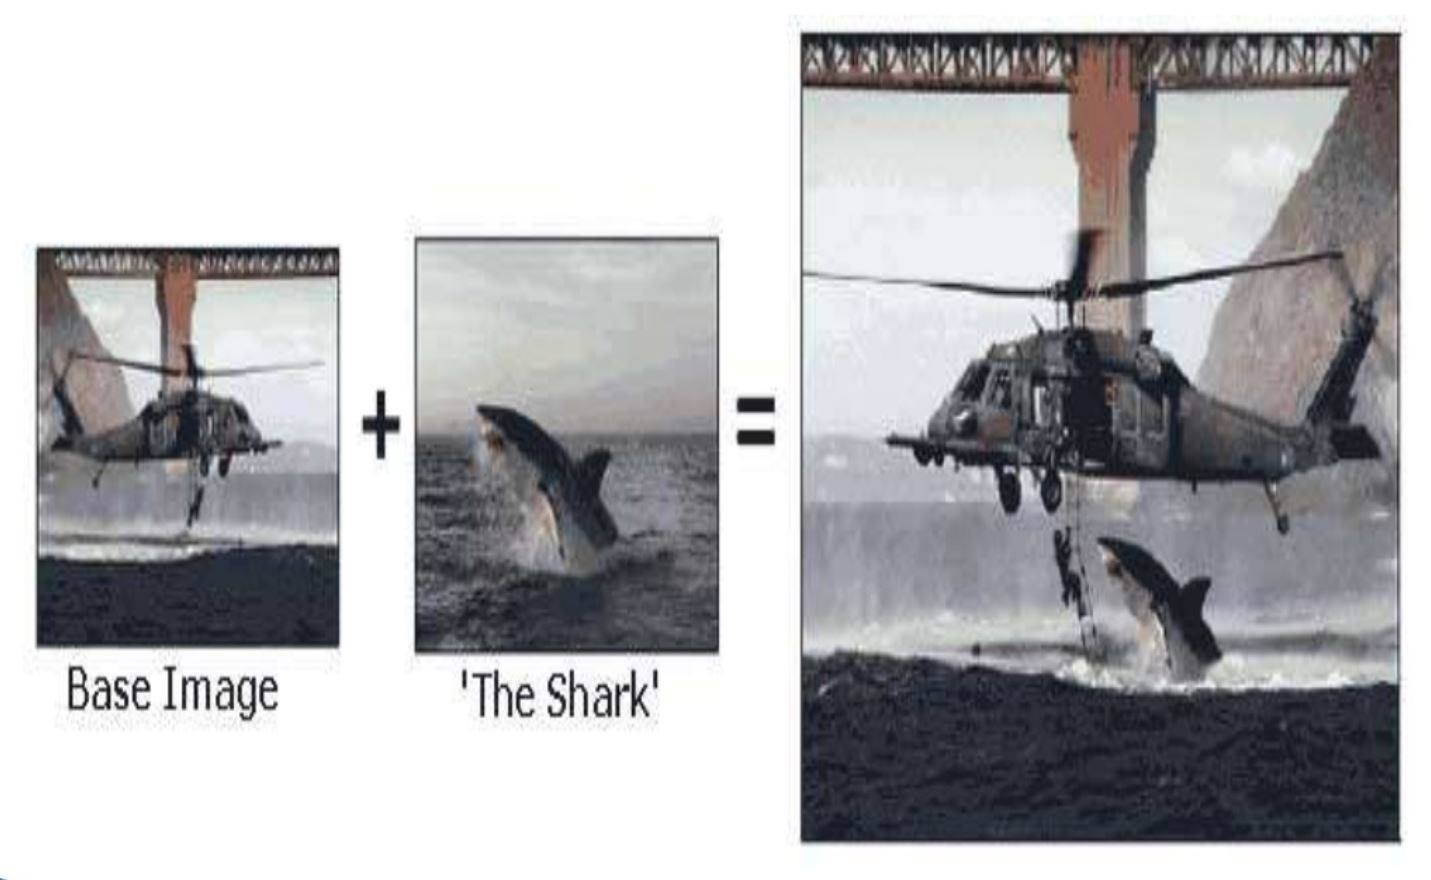 +
=
Base Image
'The Shark'